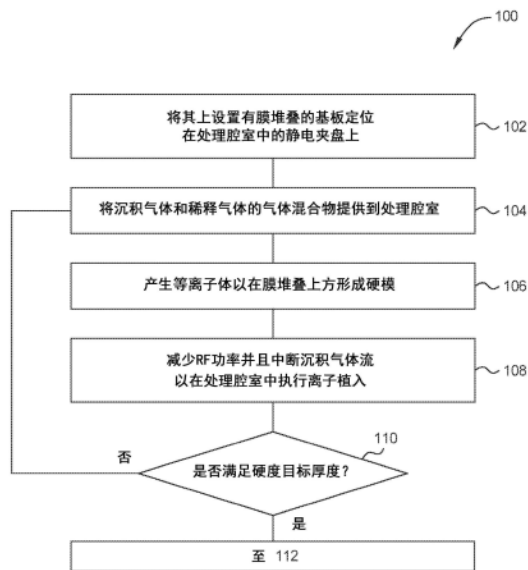 100
将其上设置有膜堆叠的基板定位
在处理腔室中的静电夹盘上
102
将沉积气体和稀释气体的气体混合物提供到处理腔室
104
产生等离子体以在膜堆叠上方形成硬模
106
减少RF功率并且中断沉积气体流
以在处理腔室中执行离子植入
108
110
否
是否满足硬度目标厚度?
是
至 112